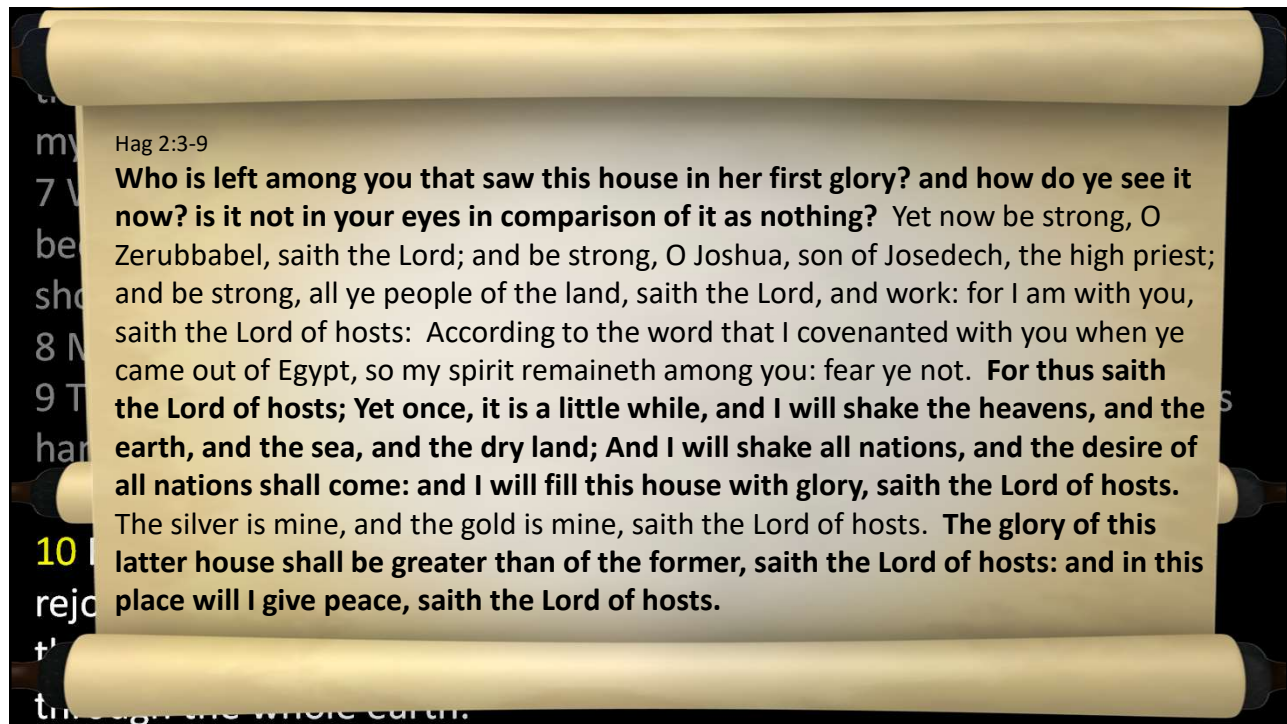 my
7
Hag 2:3-9
Who is left among you that saw this house in her first glory? and how do ye see it
now? is it not in your eyes in comparison of it as nothing? Yet now be strong, O
Zerubbabel, saith the Lord; and be strong, O Joshua, son of Josedech, the high priest;
and be strong, all ye people of the land, saith the Lord, and work: for I am with you,
saith the Lord of hosts: According to the word that I covenanted with you when ye
came out of Egypt, so my spirit remaineth among you: fear ye not. For thus saith
the Lord of hosts; Yet once, it is a little while, and I will shake the heavens, and the
earth, and the sea, and the dry land; And I will shake all nations, and the desire of
all nations shall come: and I will fill this house with glory, saith the Lord of hosts.
The silver is mine, and the gold is mine, saith the Lord of hosts. The glory of this
latter house shall be greater than of the former, saith the Lord of hosts: and in this
place will I give peace, saith the Lord of hosts.
8
9
10
through the whole earth.